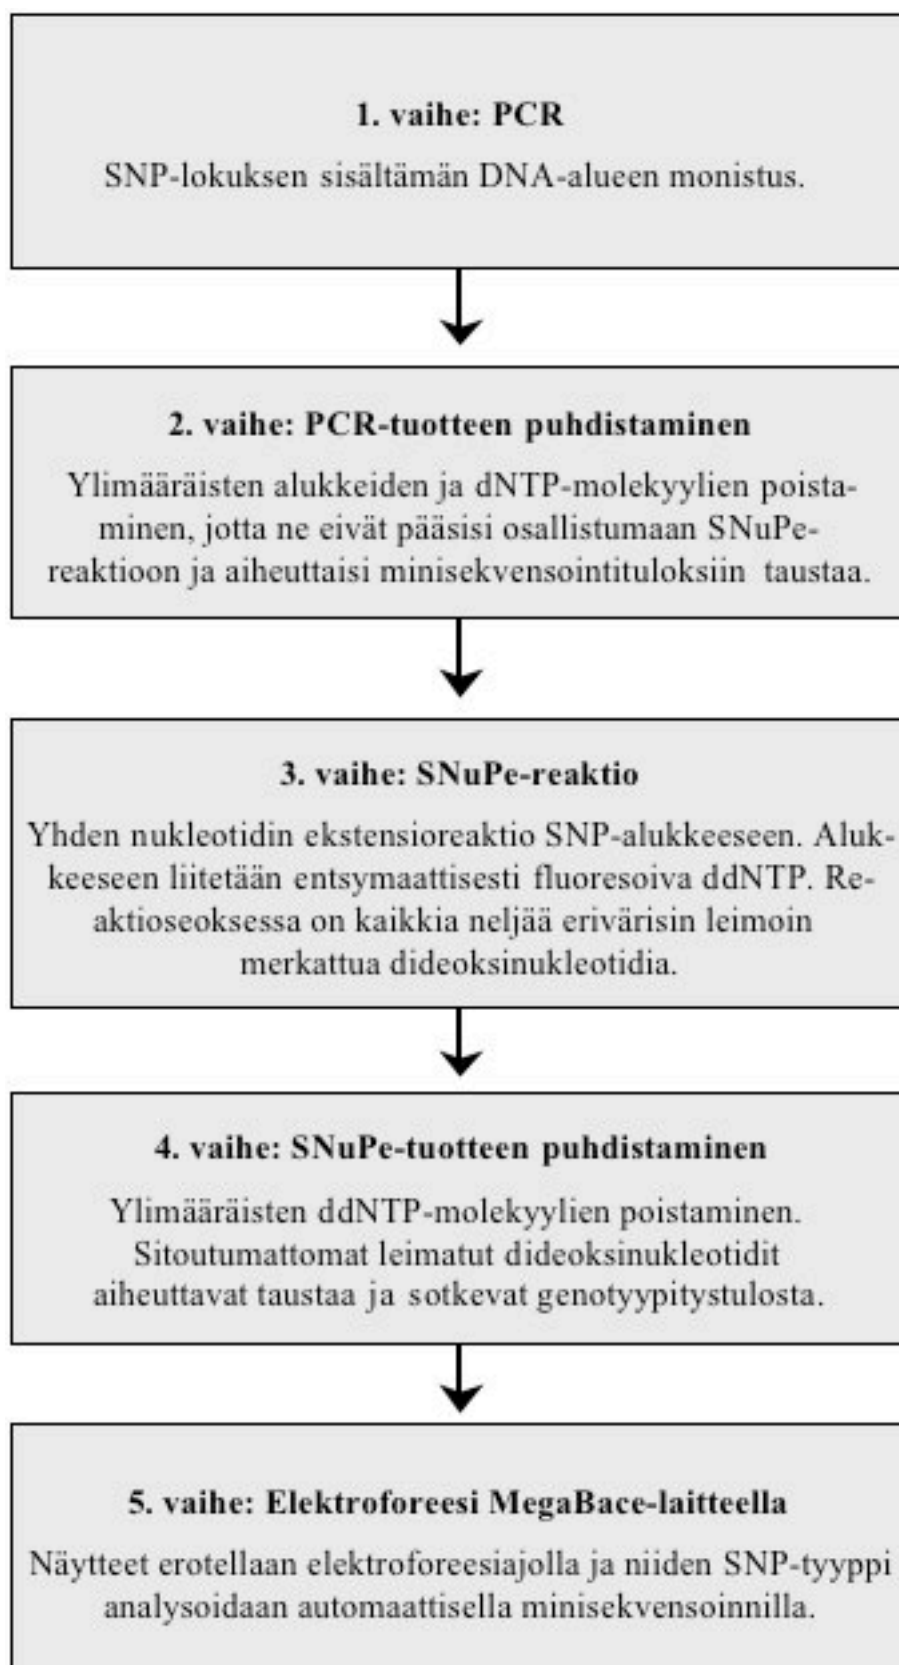 1. vaihe: PCR
SNP-lokuksen sisältämän DNA-alueen monistus.
2. vaihe: PCR-tuotteen puhdistaminen
Ylimääräisten alukkeiden ja dNTP-molekyylien poista-
minen, jotta ne eivät pääsisi osallistumaan SNuPe-
reaktioon ja aiheuttaisi minisekvensointituloksiin taustaa.
3. vaihe: SNuPe-reaktio
Yhden nukleotidin ekstensioreaktio SNP-alukkeeseen. Aluk-
keeseen liitetään entsymaattisesti fluoresoiva ddNTP. Re-
aktioseoksessa on kaikkia neljää erivärisin leimoin
merkattua dideoksinukleotidia.
4. vaihe: SNuPe-tuotteen puhdistaminen
Ylimääräisten ddNTP-molekyylien poistaminen.
Sitoutumattomat leimatut dideoksinukleotidit
aiheuttavat taustaa ja sotkevat genotyypitystulosta.
5. vaihe: Elektroforeesi MegaBace-laitteella
Näytteet erotellaan elektroforeesiajolla ja niiden SNP-tyyppi
analysoidaan automaattisella minisekvensoinnilla.